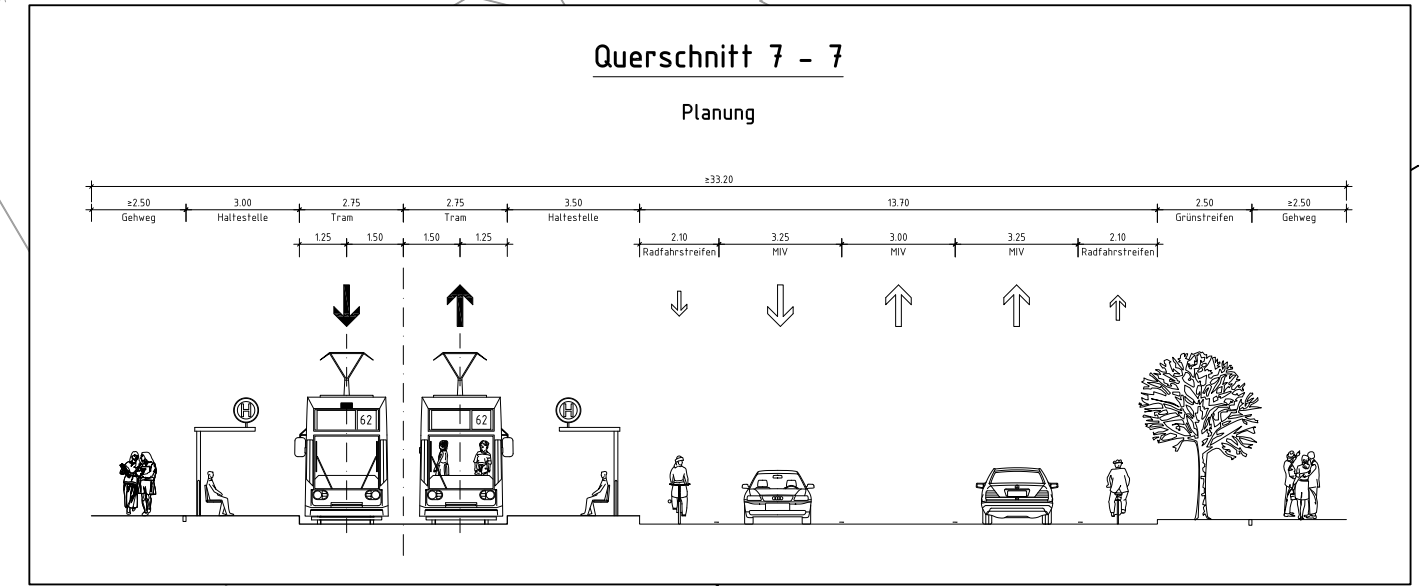 Querschnitt 7 - 7
Planung
≥33.20
≥2.50 3.00 2.75 2.75 3.50 13.70 2.50 ≥2.50
Gehweg Haltestelle Tram Tram Haltestelle Grünstreifen Gehweg
1.25 1.50 1.50 1.25 2.10 3.25 3.00 3.25 2.10
Radfahrstreifen MIV MIV MIV Radfahrstreifen
H H
62 62